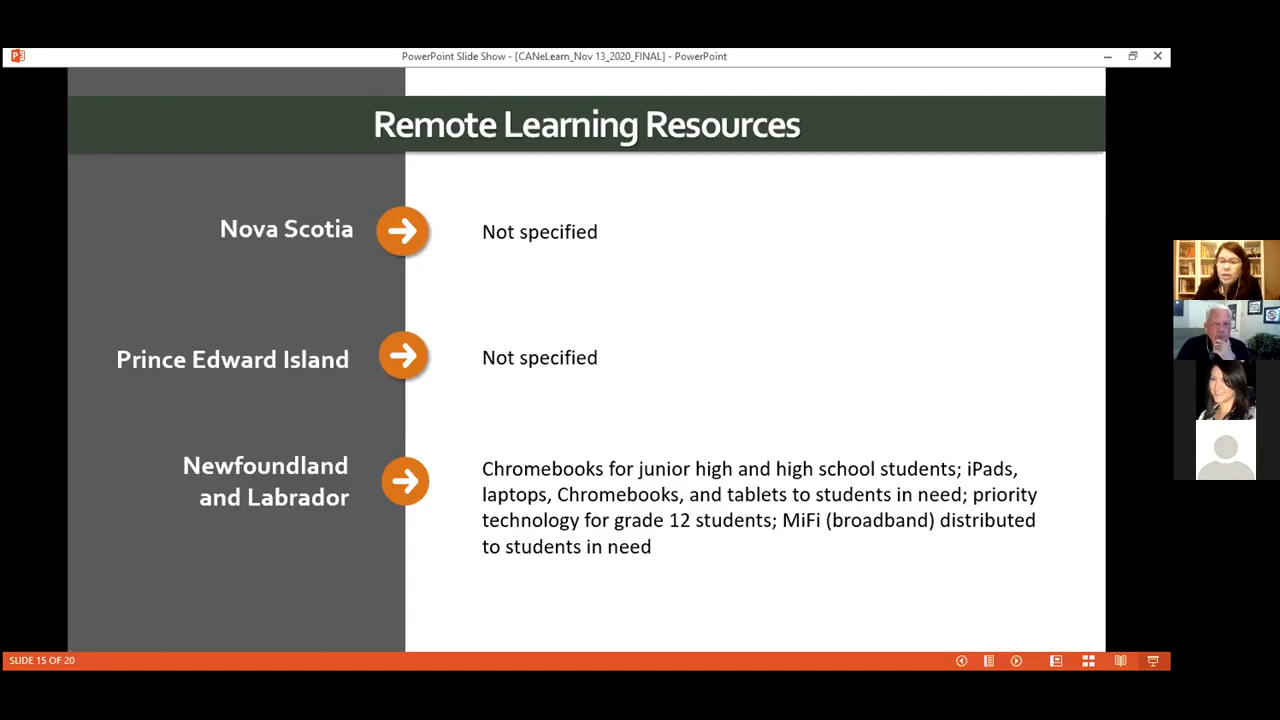 PowerPoint Slide Show - [CANeLearn_Nov 13_2020_FINAL] - PowerPoint
Remote Learning Resources
Nova Scotia
Not specified
Prince Edward Island
Not specified
Newfoundland
and Labrador
Chromebooks for junior high and high school students; iPads,
laptops, Chromebooks, and tablets to students in need; priority
technology for grade 12 students; MiFi (broadband) distributed
to students in need
SLIDE 15 OF 20